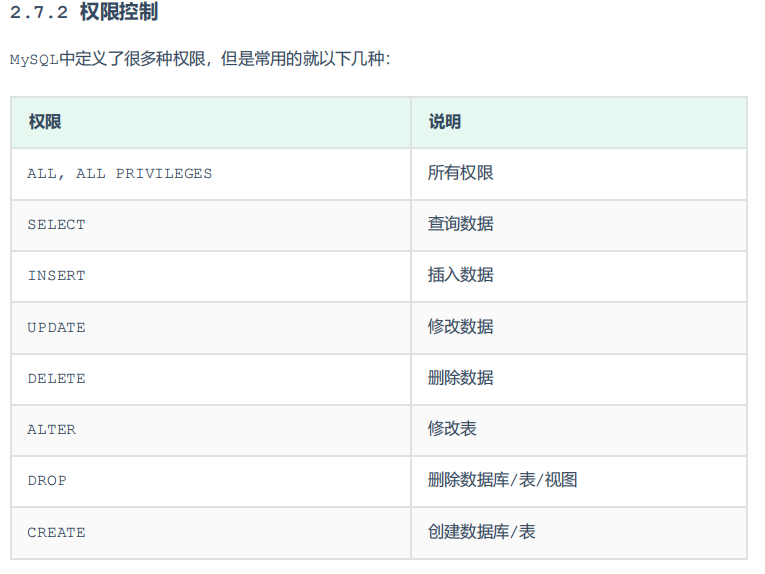 2.7.2 权限控制
MySQL中定义了很多种权限，但是常用的就以下几种：
权限 说明
ALL, ALL PRIVILEGES 所有权限
SELECT 查询数据
INSERT 插入数据
UPDATE 修改数据
DELETE 删除数据
ALTER 修改表
DROP 删除数据库/表/视图
CREATE 创建数据库/表